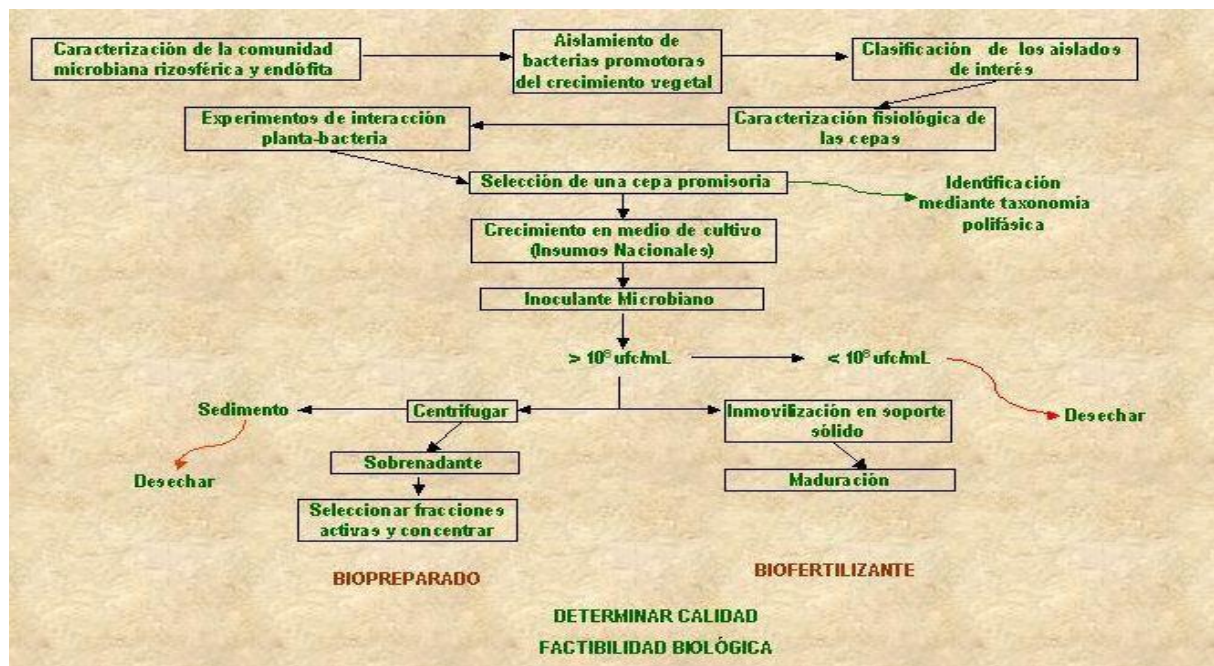 Caracterización de la comunidad
microbiana rizosférica y endófita
Aislamiento de
bacterias promotoras
del crecimiento vegetal
Clasificación de los aislados
de interés
Experimentos de interacción
planta-bacteria
Caracterización fisiológica de
las cepas
Selección de una cepa promisoria
Identificación
mediante taxonomia
polifásica
Crecimiento en medio de cultivo
(Insumos Nacionales)
Inoculante Microbiano
> 10⁸ ufc/mL
< 10⁸ ufc/mL
Sedimento
Centrifugar
Inmovilización en soporte
sólido
Desechar
Desechar
Sobrenadante
Maduración
Seleccionar fracciones
activas y concentrar
BIOPREPARADO
BIOFERTILIZANTE
DETERMINAR CALIDAD
FACTIBILIDAD BIOLÓGICA